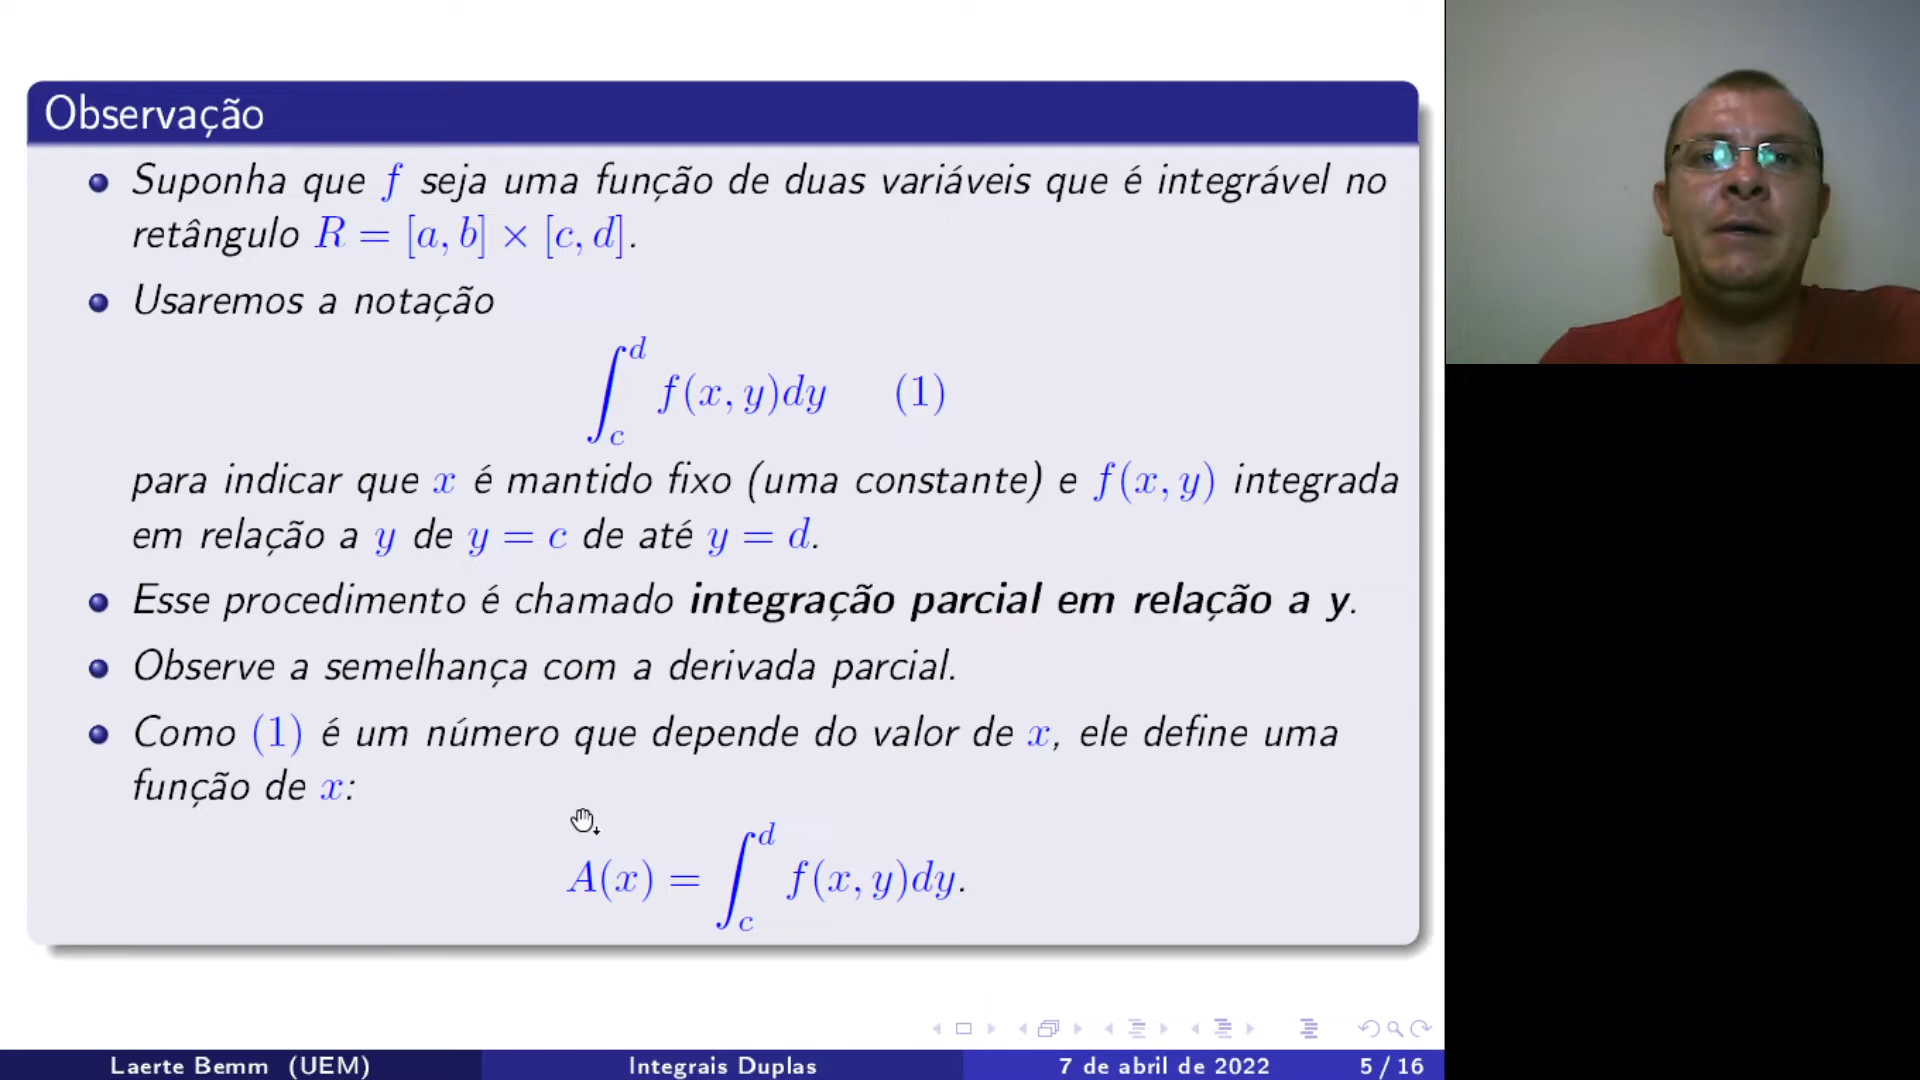 Observação
Suponha que f seja uma função de duas variáveis que é integrável no
retângulo R = [a, b] × [c, d].
Usaremos a notação
∫_c^d f(x, y)dy (1)
para indicar que x é mantido fixo (uma constante) e f(x, y) integrada
em relação a y de y = c de até y = d.
Esse procedimento é chamado integração parcial em relação a y.
Observe a semelhança com a derivada parcial.
Como (1) é um número que depende do valor de x, ele define uma
função de x:
A(x) = ∫_c^d f(x, y)dy.
Laerte Bemm (UEM) Integrais Duplas 7 de abril de 2022 5 / 16